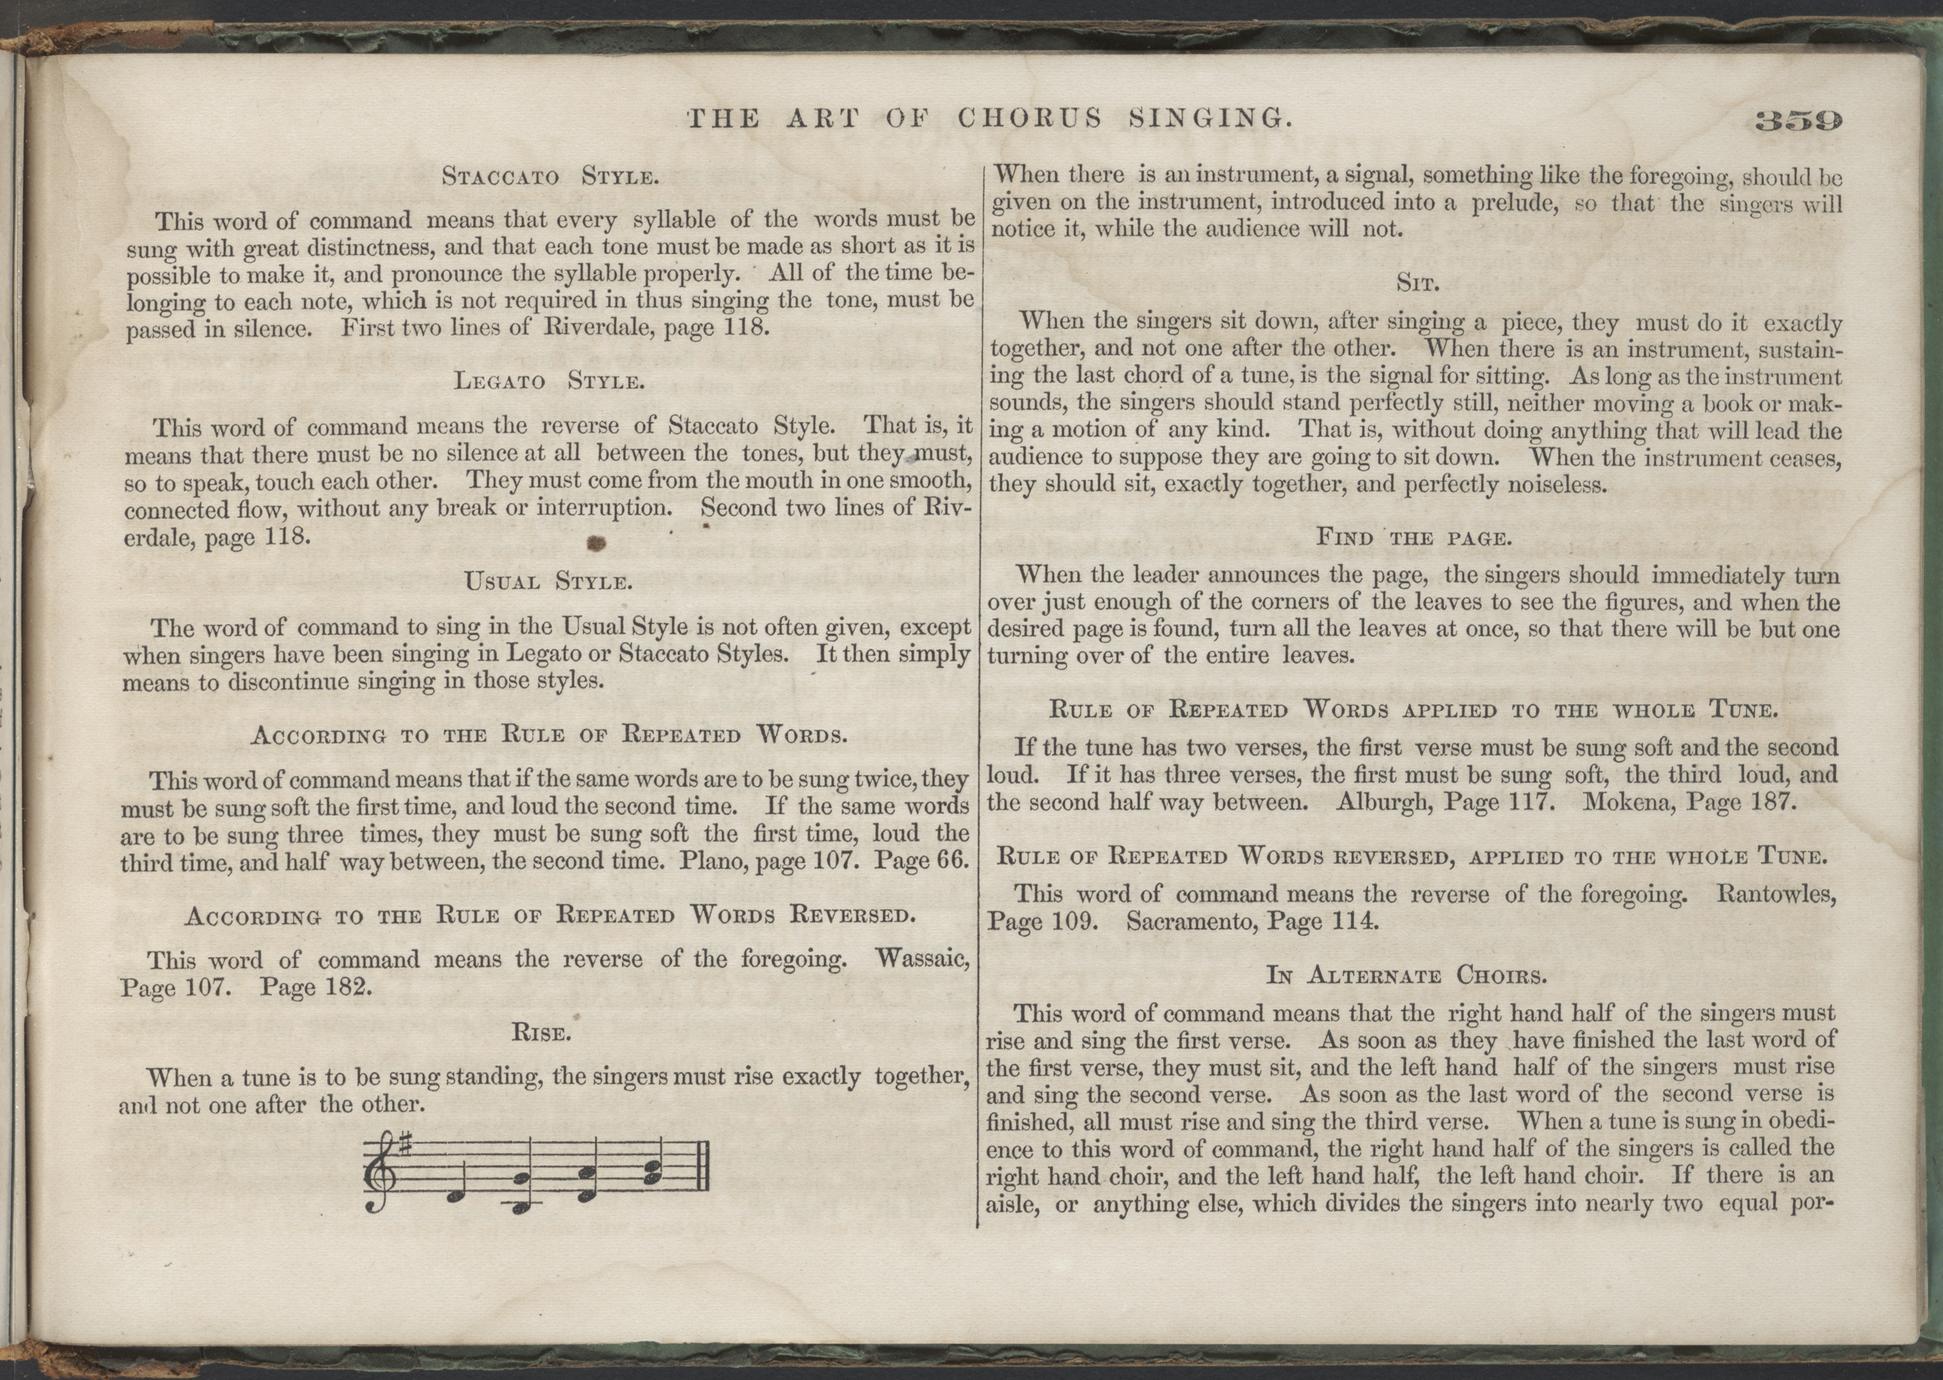 THE ART OF CHORUS SINGING.
359
STACCATO STYLE.
This word of command means that every syllable of the words must be
sung with great distinctness, and that each tone must be made as short as it is
possible to make it, and pronounce the syllable properly. All of the time be-
longing to each note, which is not required in thus singing the tone, must be
passed in silence. First two lines of Riverdale, page 118.
LEGATO STYLE.
This word of command means the reverse of Staccato Style. That is, it
means that there must be no silence at all between the tones, but they must,
so to speak, touch each other. They must come from the mouth in one smooth,
connected flow, without any break or interruption. Second two lines of Riv-
erdale, page 118.
USUAL STYLE.
The word of command to sing in the Usual Style is not often given, except
when singers have been singing in Legato or Staccato Styles. It then simply
means to discontinue singing in those styles.
ACCORDING TO THE RULE OF REPEATED WORDS.
This word of command means that if the same words are to be sung twice, they
must be sung soft the first time, and loud the second time. If the same words
are to be sung three times, they must be sung soft the first time, loud the
third time, and half way between, the second time. Plano, page 107. Page 66.
ACCORDING TO THE RULE OF REPEATED WORDS REVERSED.
This word of command means the reverse of the foregoing. Wassaic,
Page 107. Page 182.
RISE.
When a tune is to be sung standing, the singers must rise exactly together,
and not one after the other.
When there is an instrument, a signal, something like the foregoing, should be
given on the instrument, introduced into a prelude, so that the singers will
notice it, while the audience will not.
SIT.
When the singers sit down, after singing a piece, they must do it exactly
together, and not one after the other. When there is an instrument, sustain-
ing the last chord of a tune, is the signal for sitting. As long as the instrument
sounds, the singers should stand perfectly still, neither moving a book or mak-
ing a motion of any kind. That is, without doing anything that will lead the
audience to suppose they are going to sit down. When the instrument ceases,
they should sit, exactly together, and perfectly noiseless.
FIND THE PAGE.
When the leader announces the page, the singers should immediately turn
over just enough of the corners of the leaves to see the figures, and when the
desired page is found, turn all the leaves at once, so that there will be but one
turning over of the entire leaves.
RULE OF REPEATED WORDS APPLIED TO THE WHOLE TUNE.
If the tune has two verses, the first verse must be sung soft and the second
loud. If it has three verses, the first must be sung soft, the third loud, and
the second half way between. Alburgh, Page 117. Mokena, Page 187.
RULE OF REPEATED WORDS REVERSED, APPLIED TO THE WHOLE TUNE.
This word of command means the reverse of the foregoing. Rantowles,
Page 109. Sacramento, Page 114.
IN ALTERNATE CHOIRS.
This word of command means that the right hand half of the singers must
rise and sing the first verse. As soon as they have finished the last word of
the first verse, they must sit, and the left hand half of the singers must rise
and sing the second verse. As soon as the last word of the second verse is
finished, all must rise and sing the third verse. When a tune is sung in obedi-
ence to this word of command, the right hand half of the singers is called the
right hand choir, and the left hand half, the left hand choir. If there is an
aisle, or anything else, which divides the singers into nearly two equal por-